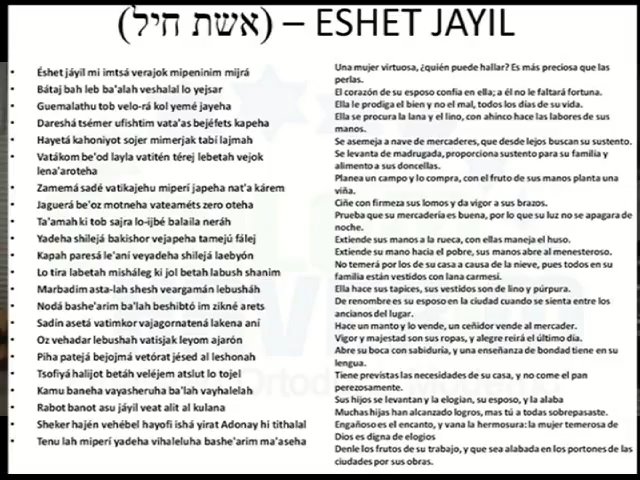 (אשת חיל) – ESHET JAYIL
Éshet jáyil mi imtsá verajok mipeninim mijrá
Bátaj bah leb ba'alah veshalal lo yejsar
Guemalathu tob velo-rá kol yemé jayeha
Dareshá tsémer ufishtim vata'as bejéfets kapeha
Hayetá kahoniyot sojer mimerjak tabí lajmah
Vatákom be'od layla vatitén térej lebetah vejok
lena'aroteha
Zamemá sadé vatikajehu miperí japeha nat'a kárem
Jaguerá be'oz motneha vateaméts zero oteha
Ta'amah ki tob sajra lo-ijbé balaila neráh
Yadeha shilejá bakishor vejapeha tamejú fálej
Kapah paresá le'aní veyadeha shilejá laebyón
Lo tira labetah misháleg ki jol betah labush shanim
Marbadim asta-lah shesh veargamán lebusháh
Nodá bashe'arim ba'lah beshibtó im zikné arets
Sadín asetá vatimkor vajagornatená lakena aní
Oz vehadar lebushah vatisjak leyom ajarón
Piha patejá bejojmá vetórat jésed al leshonah
Tsofiyá halijot betáh veléjem atslut lo tojel
Kamu baneha vayasheruha ba'lah vayhalelah
Rabot banot asu jáyil veat alit al kulana
Sheker hajén vehébel hayofi ishá yirat Adonay hi tithalal
Tenu lah miperí yadeha vihaleluha bashe'arim ma'aseha
Una mujer virtuosa, ¿quién puede hallar? Es más preciosa que las
perlas.
El corazón de su esposo confía en ella; a él no le faltará fortuna.
Ella le prodiga el bien y no el mal, todos los días de su vida.
Ella se procura la lana y el lino, con ahinco hace las labores de sus
manos.
Se asemeja a nave de mercaderes, que desde lejos buscan su sustento.
Se levanta de madrugada, proporciona sustento para su familia y
alimento a sus doncellas.
Planea un campo y lo compra, con el fruto de sus manos planta una
viña.
Ciñe con firmeza sus lomos y da vigor a sus brazos.
Prueba que su mercadería es buena, por lo que su luz no se apagara de
noche.
Extiende sus manos a la rueca, con ellas maneja el huso.
Extiende su mano hacia el pobre, sus manos abre al menesteroso.
No temerá por los de su casa a causa de la nieve, pues todos en su
familia están vestidos con lana carmesí.
Ella hace sus tapices, sus vestidos son de lino y púrpura.
De renombre es su esposo en la ciudad cuando se sienta entre los
ancianos del lugar.
Hace un manto y lo vende, un ceñidor vende al mercader.
Vigor y majestad son sus ropas, y alegre reirá el último día.
Abre su boca con sabiduría, y una enseñanza de bondad tiene en su
lengua.
Tiene previstas las necesidades de su casa, y no come el pan
perezosamente.
Sus hijos se levantan y la elogian, su esposo, y la alaba
Muchas hijas han alcanzado logros, mas tú a todas sobrepasaste.
Engañoso es el encanto, y vana la hermosura: la mujer temerosa de
Dios es digna de elogios
Denle los frutos de su trabajo, y que sea alabada en los portones de las
ciudades por sus obras.